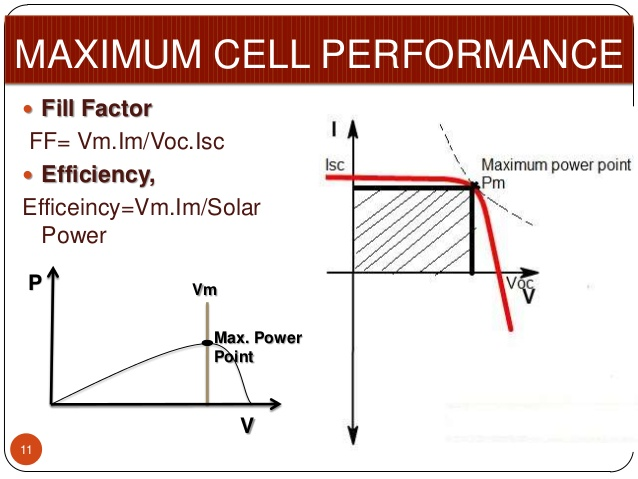 MAXIMUM CELL PERFORMANCE
Fill Factor
FF= Vm.Im/Voc.Isc
Efficiency,
Efficeincy=Vm.Im/Solar
Power
P
Vm
Max. Power
Point
V
I
Isc
Maximum power point
Pm
Voc
V
11